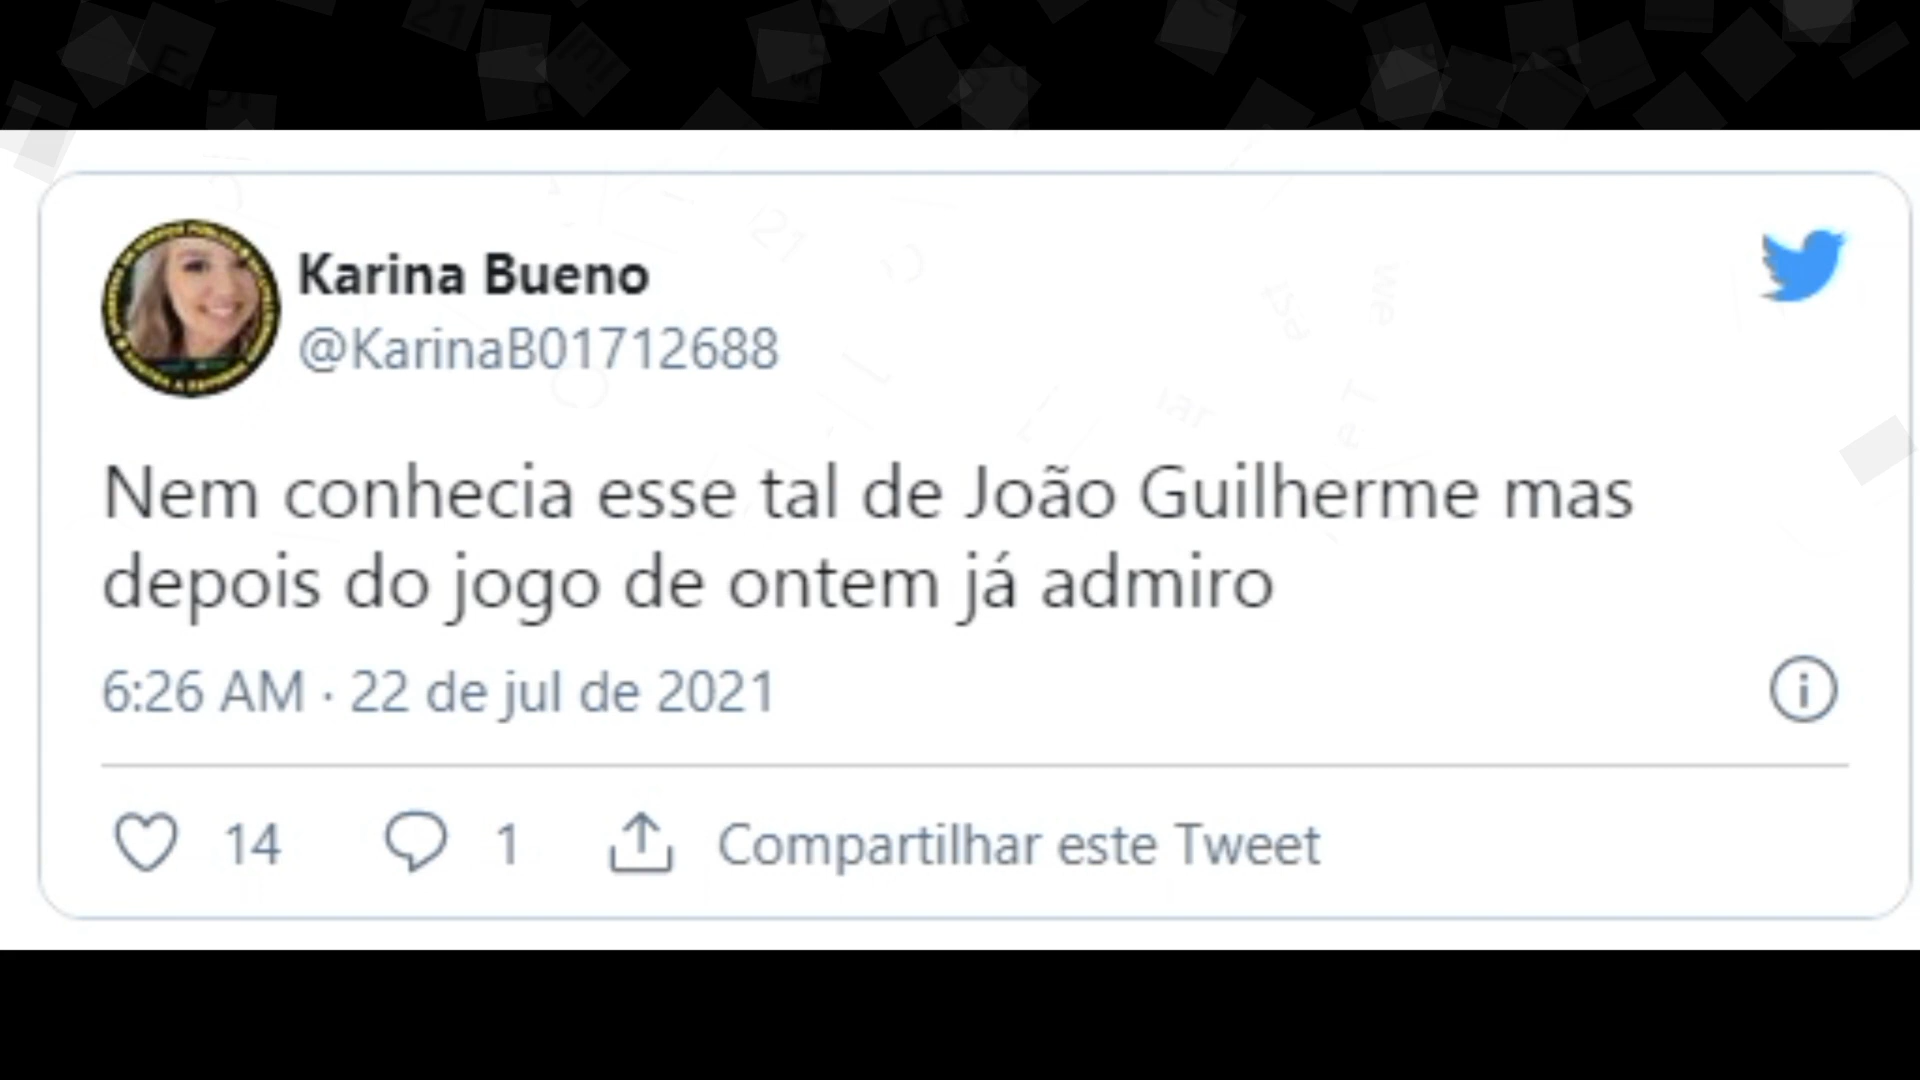 Karina Bueno
@KarinaB01712688
Nem conhecia esse tal de João Guilherme mas
depois do jogo de ontem já admiro
6:26 AM · 22 de jul de 2021
14 1 Compartilhar este Tweet